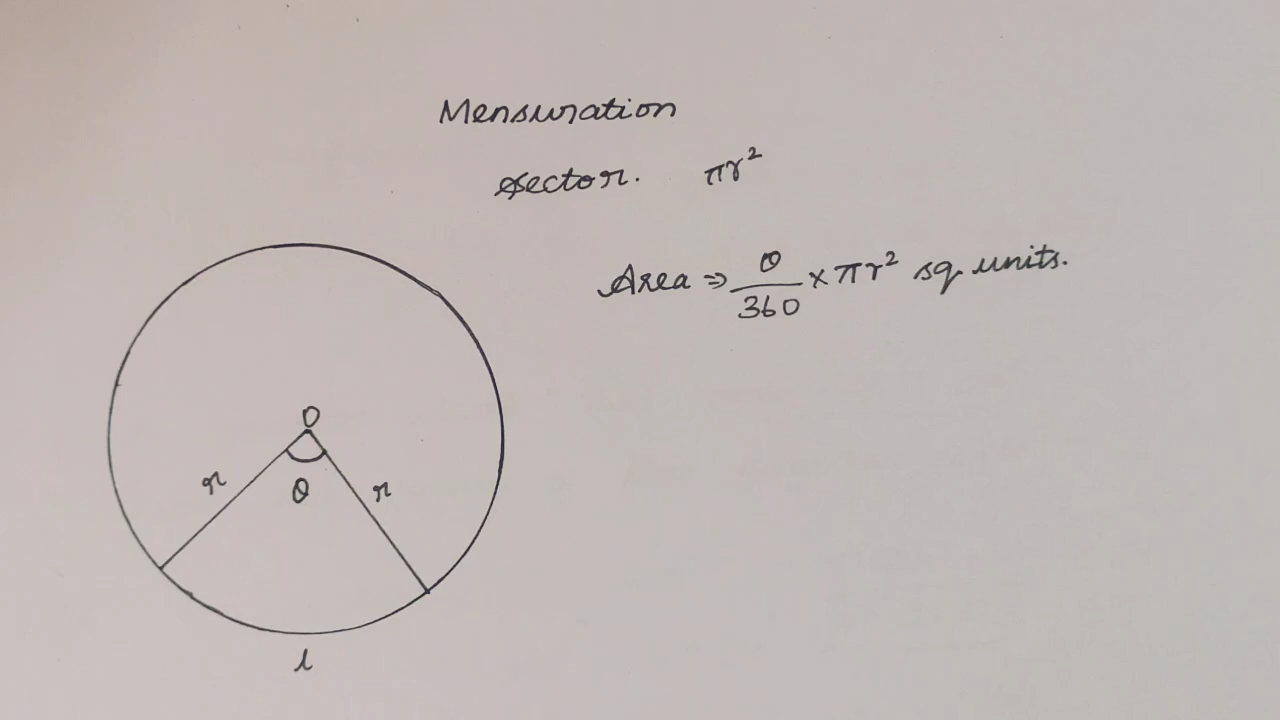 Mensuration
Sector. πr²
Area ⇒ θ/360 × πr² sq units.
O
r θ r
l